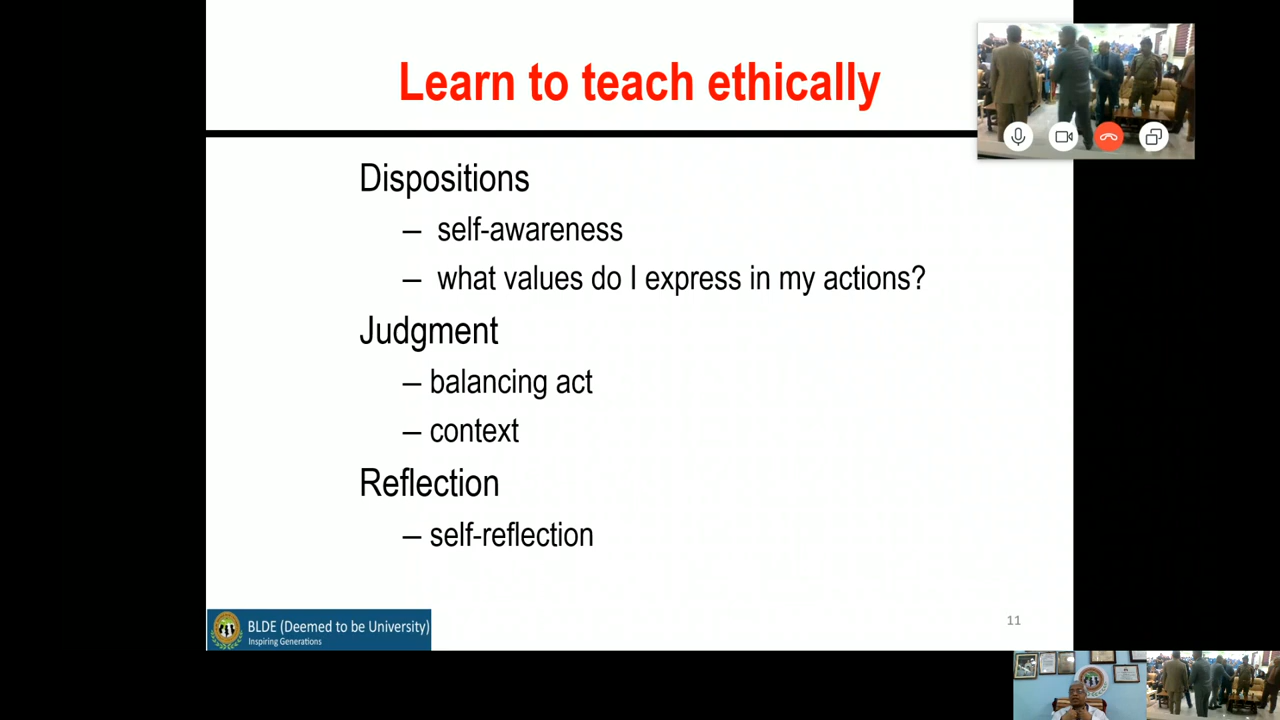 Learn to teach ethically
Dispositions
– self-awareness
– what values do I express in my actions?
Judgment
– balancing act
– context
Reflection
– self-reflection
BLDE (Deemed to be University)
Inspiring Generations
11